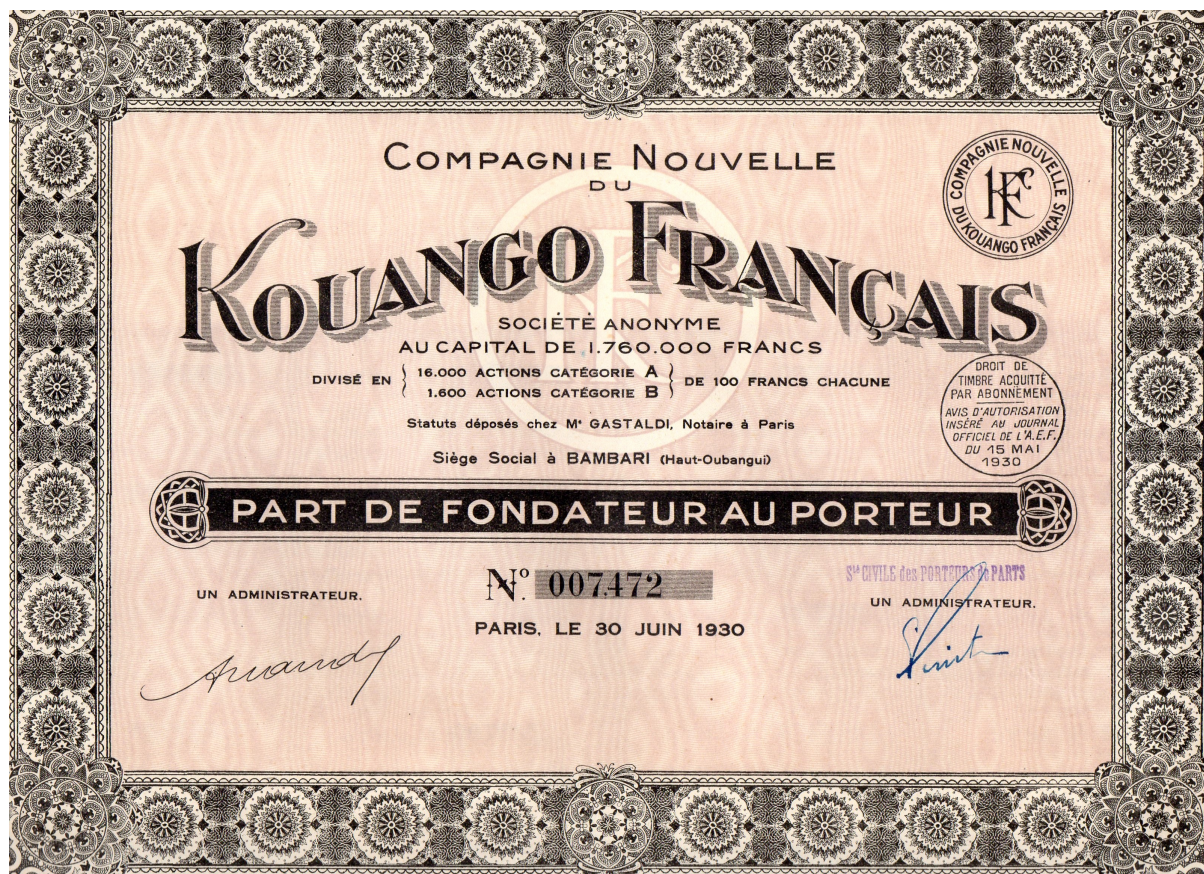 COMPAGNIE NOUVELLE
DU
KOUANGO FRANÇAIS
COMPAGNIE NOUVELLE
DU KOUANGO FRANÇAIS
KF
SOCIÉTÉ ANONYME
AU CAPITAL DE 1.760.000 FRANCS
DIVISÉ EN { 16.000 ACTIONS CATÉGORIE A } DE 100 FRANCS CHACUNE
1.600 ACTIONS CATÉGORIE B
Statuts déposés chez Mᵉ GASTALDI, Notaire à Paris
Siège Social à BAMBARI (Haut-Oubangui)
DROIT DE
TIMBRE ACQUITTÉ
PAR ABONNEMENT
AVIS D'AUTORISATION
INSÉRÉ AU JOURNAL
OFFICIEL DE L'A.E.F.
DU 15 MAI
1930
PART DE FONDATEUR AU PORTEUR
Nº 007.472
PARIS, LE 30 JUIN 1930
UN ADMINISTRATEUR.
Sté CIVILE des PORTEURS de PARTS
UN ADMINISTRATEUR.